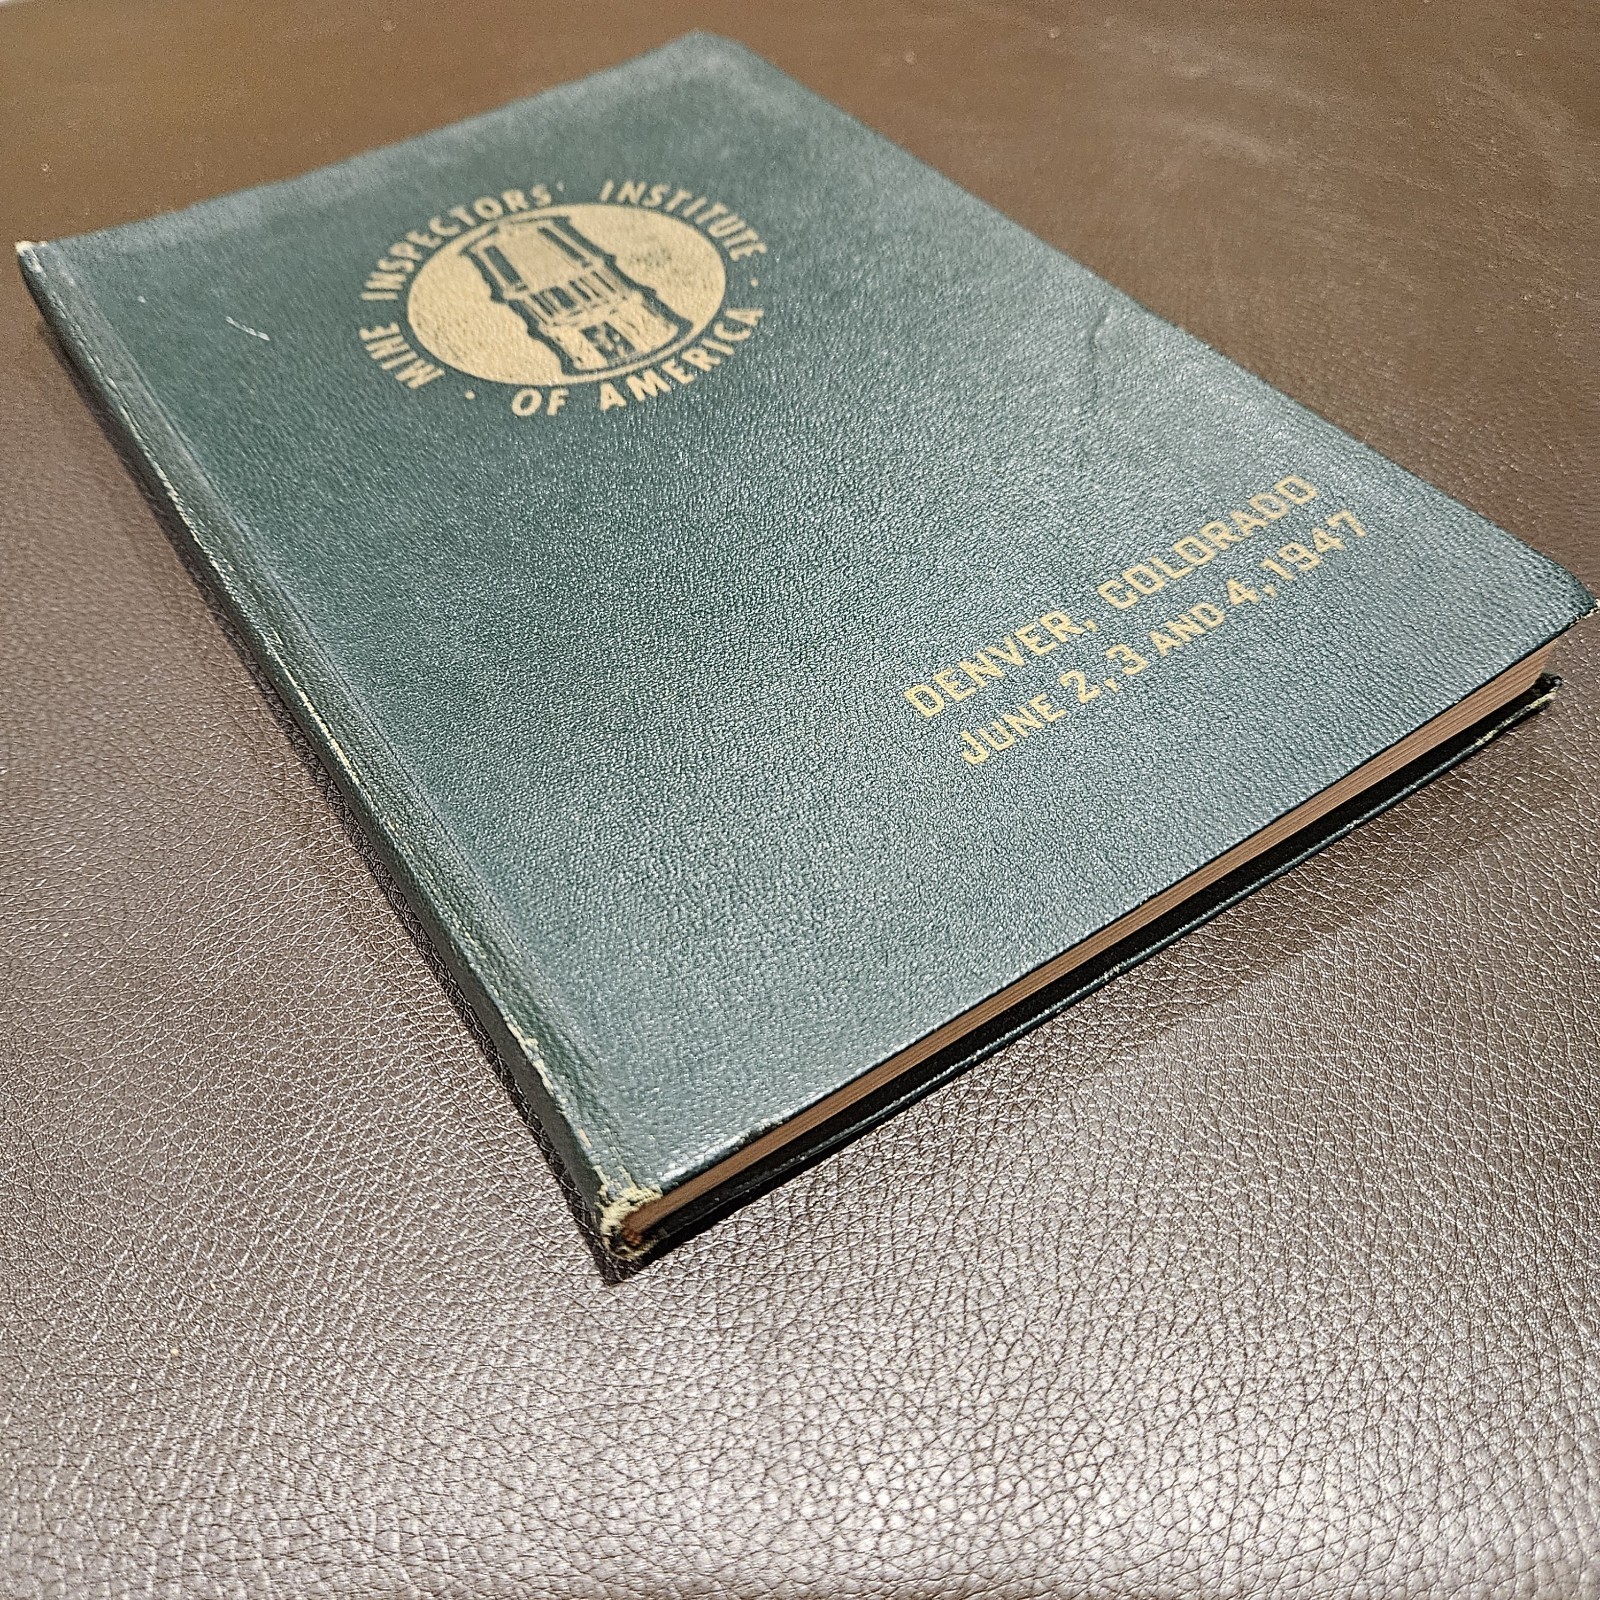 MINE INSPECTORS' INSTITUTE
· OF AMERICA ·
DENVER, COLORADO
JUNE 2, 3 AND 4, 1947